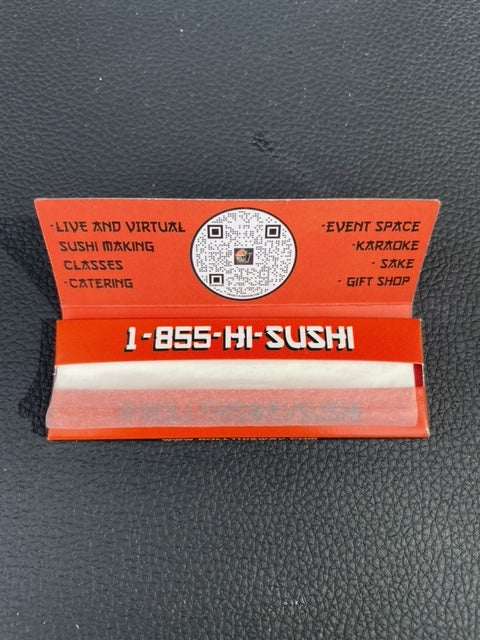 -LIVE AND VIRTUAL
SUSHI MAKING
CLASSES
-CATERING
-EVENT SPACE
-KARAOKE
- SAKE
- GIFT SHOP
1-855-HI-SUSHI